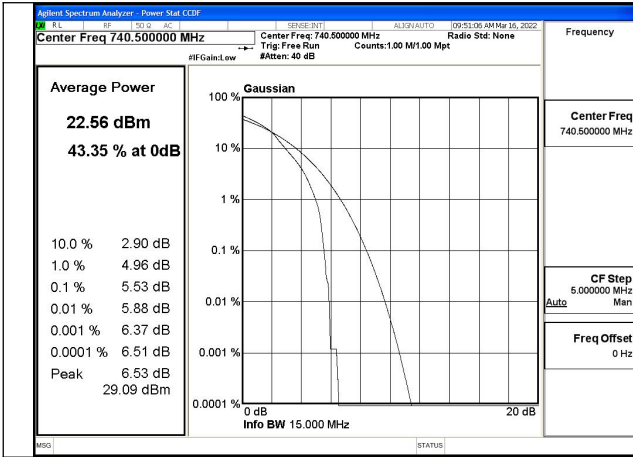 Agilent Spectrum Analyzer - Power Stat CCDF
LXI RL RF 50 Ω AC SENSE:INT ALIGNAUTO 09:51:06 AM Mar 16, 2022
Center Freq 740.500000 MHz
Center Freq: 740.500000 MHz Radio Std: None
Trig: Free Run Counts:1.00 M/1.00 Mpt
#IFGain:Low #Atten: 40 dB
Frequency
Average Power
22.56 dBm
43.35 % at 0dB
10.0 % 2.90 dB
1.0 % 4.96 dB
0.1 % 5.53 dB
0.01 % 5.88 dB
0.001 % 6.37 dB
0.0001 % 6.51 dB
Peak 6.53 dB
29.09 dBm
Gaussian
100 %
10 %
1 %
0.1 %
0.01 %
0.001 %
0.0001 %
0 dB 20 dB
Info BW 15.000 MHz
Center Freq
740.500000 MHz
CF Step
5.000000 MHz
Auto Man
Freq Offset
0 Hz
MSG STATUS